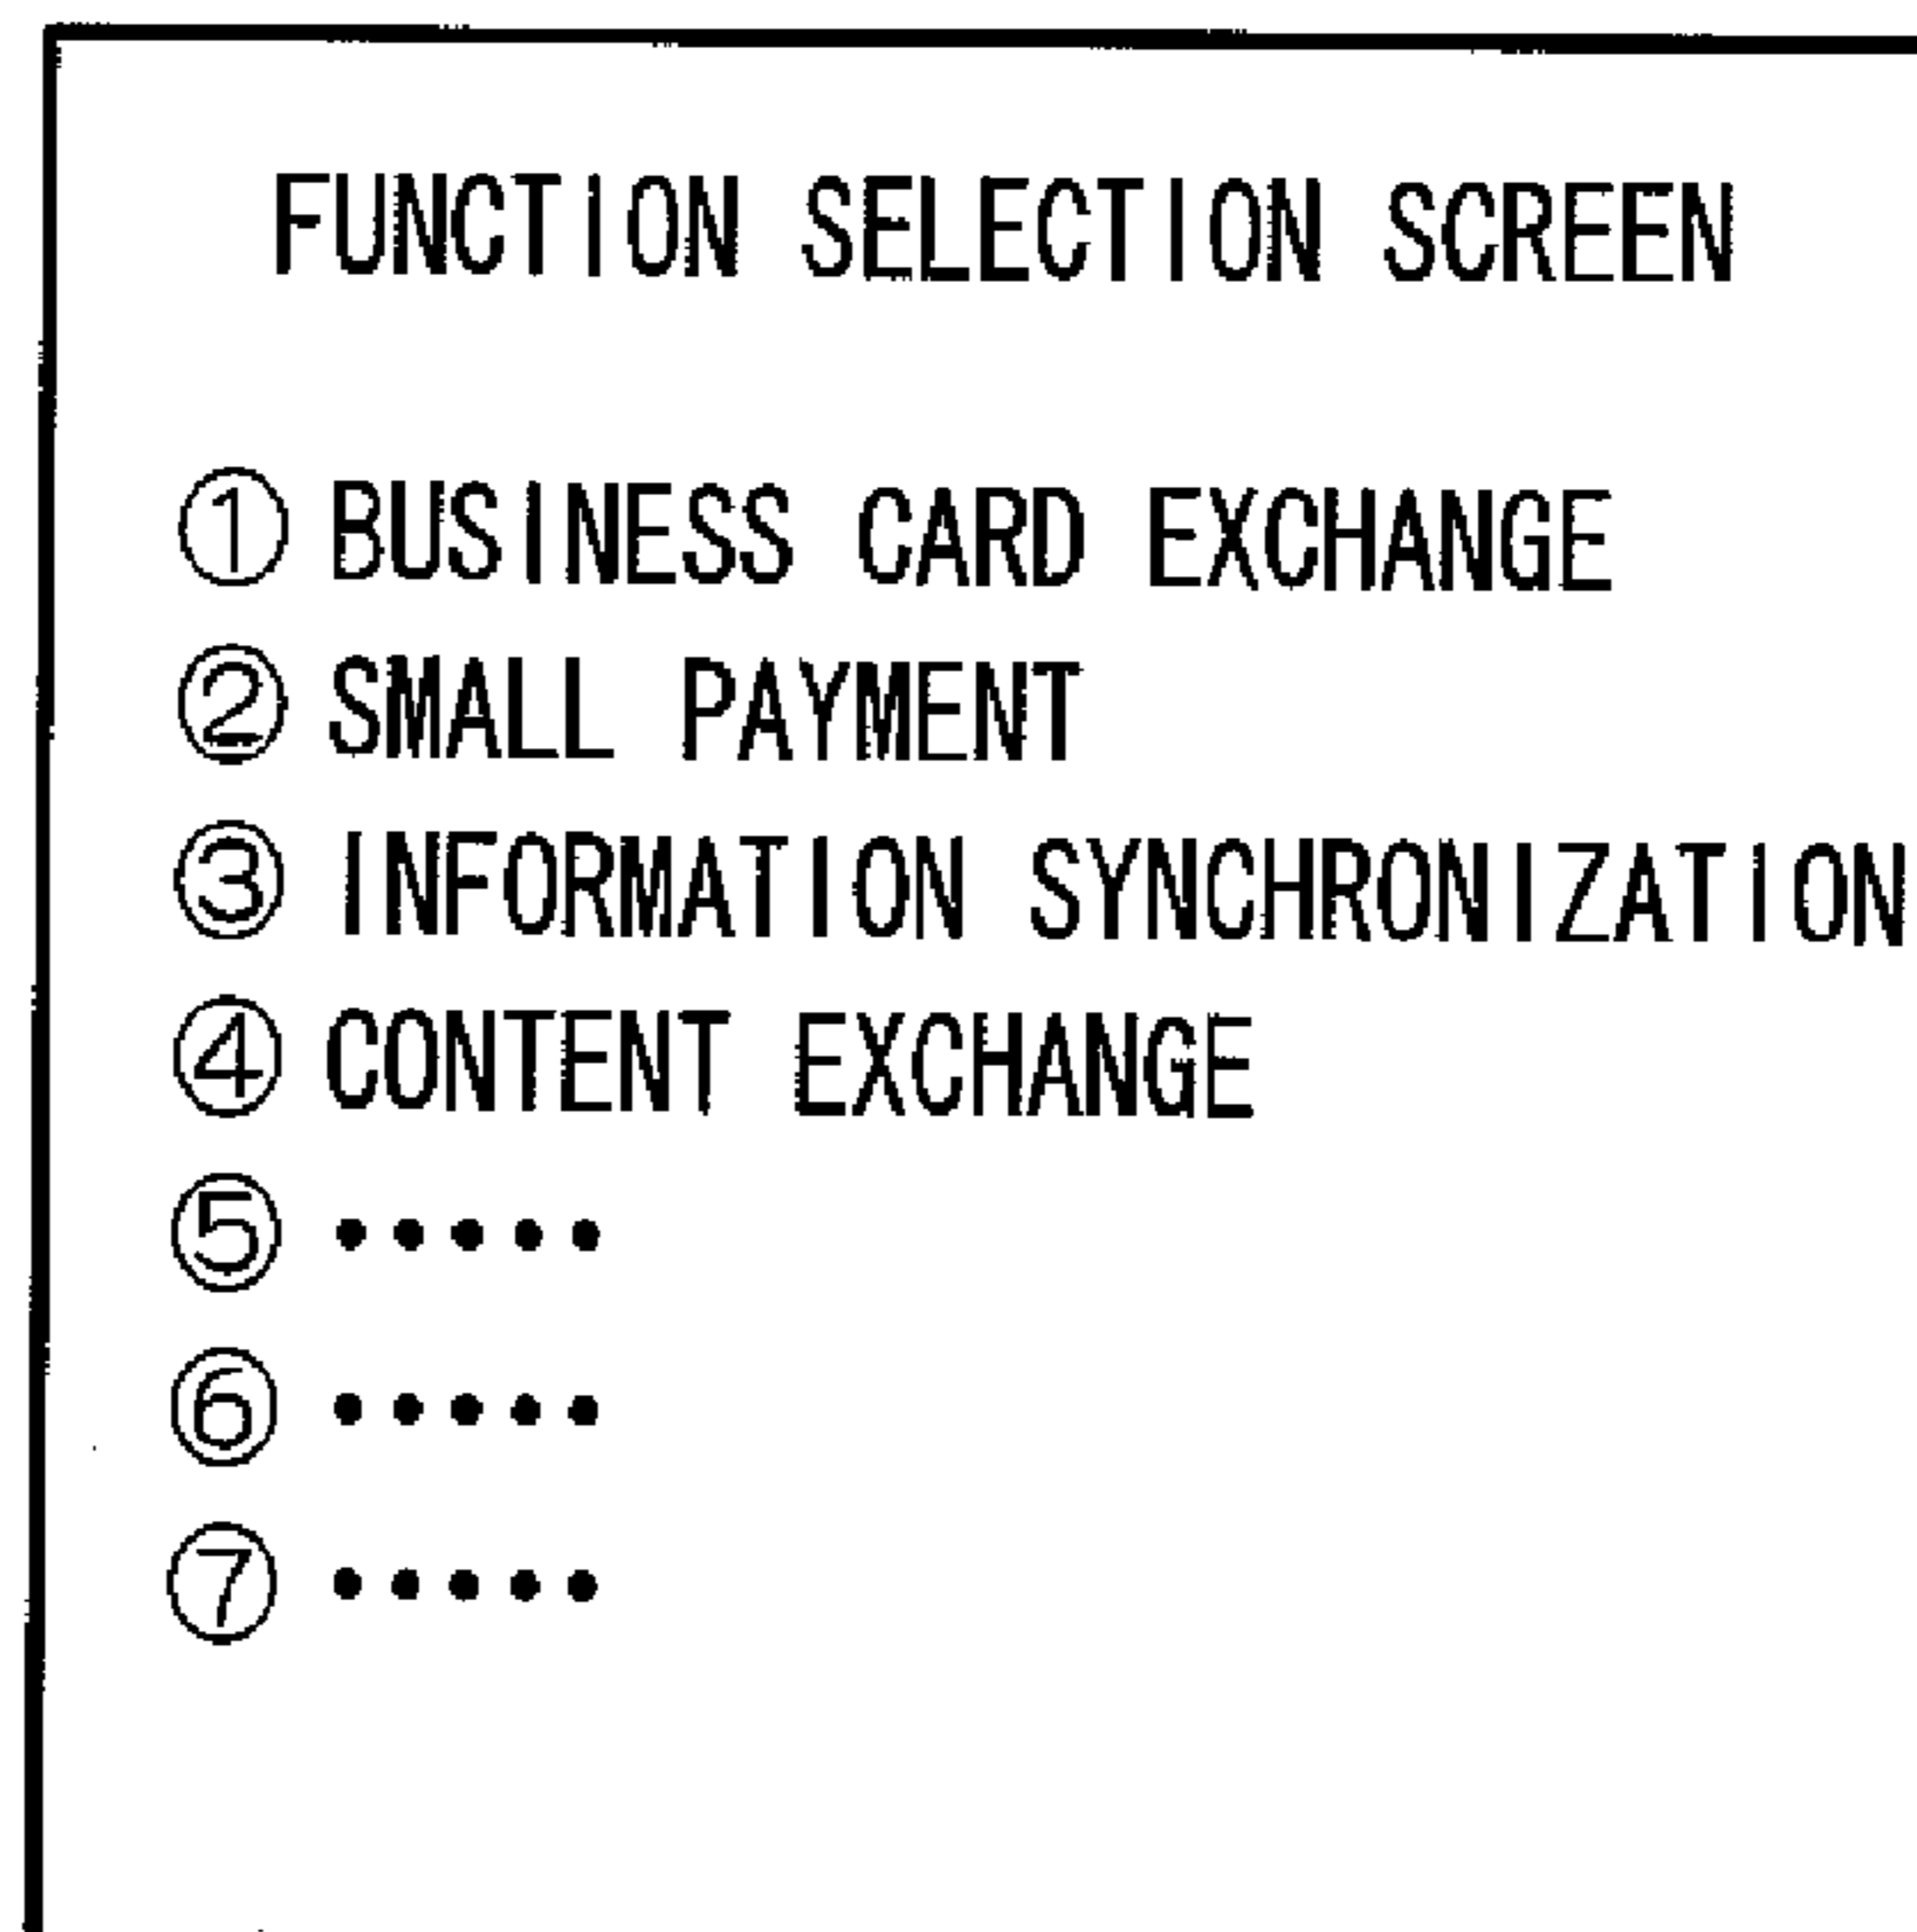 FUNCTION SELECTION SCREEN
① BUSINESS CARD EXCHANGE
② SMALL PAYMENT
③ INFORMATION SYNCHRONIZATION
④ CONTENT EXCHANGE
⑤ •••••
⑥ •••••
⑦ •••••